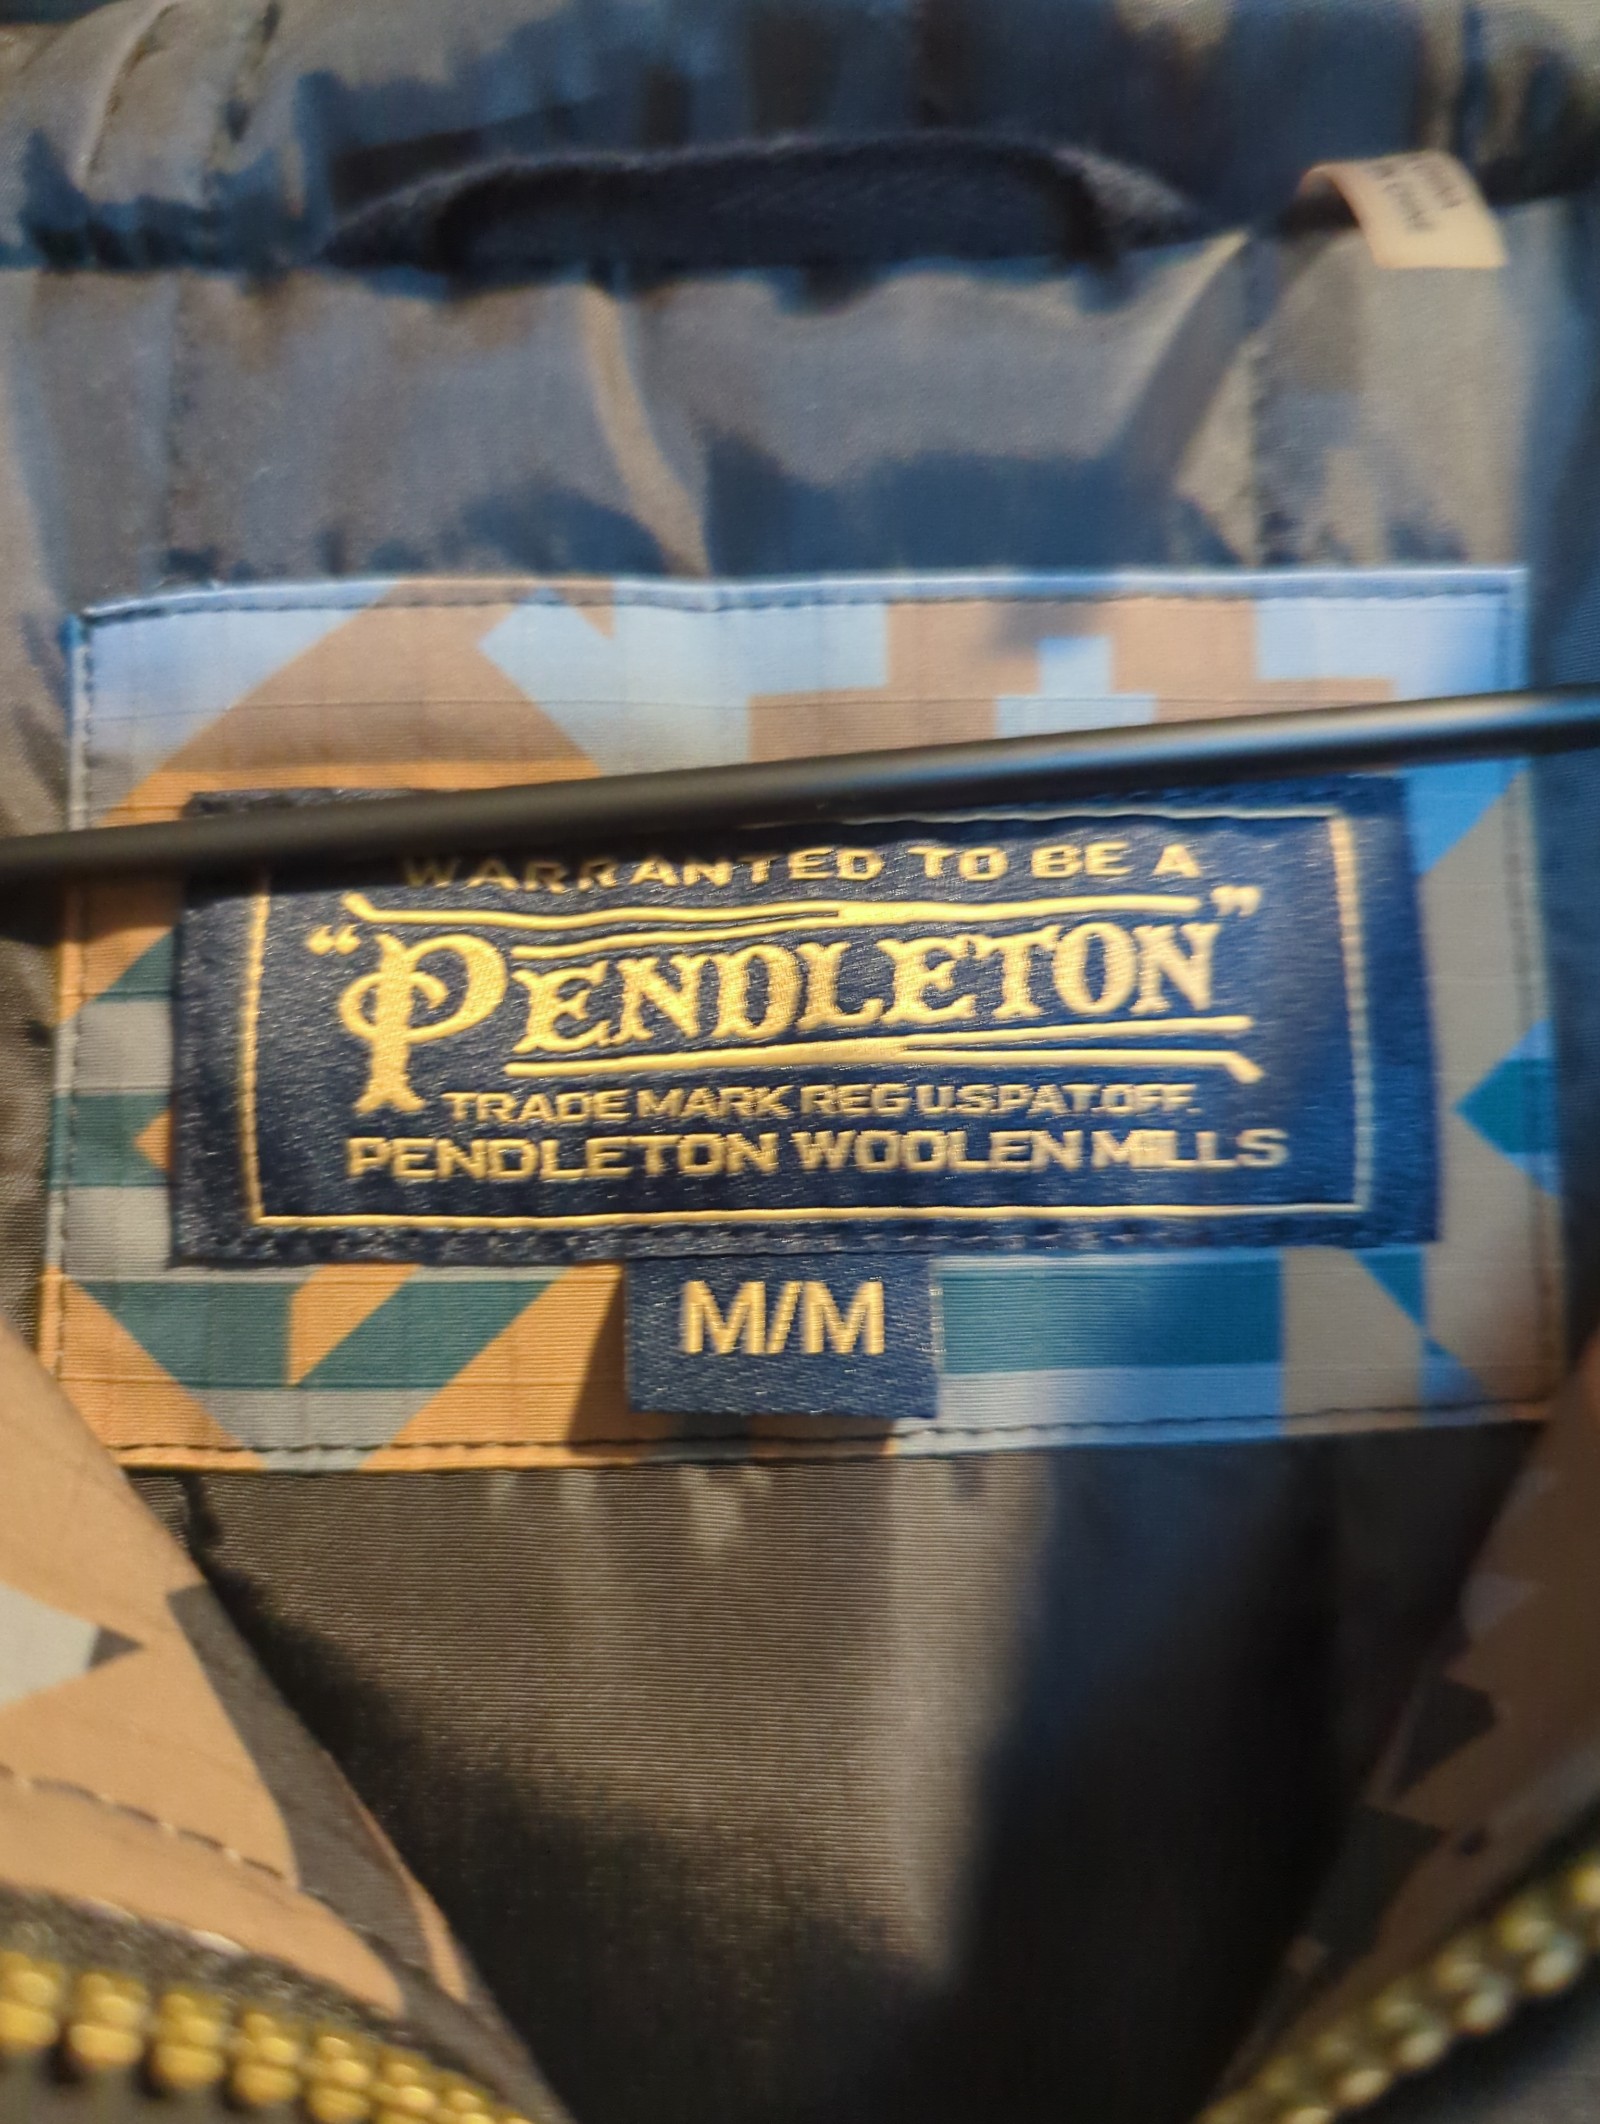 WARRANTED TO BE A
"PENDLETON"
TRADE MARK REG U.S.PAT.OFF.
PENDLETON WOOLEN MILLS
M/M